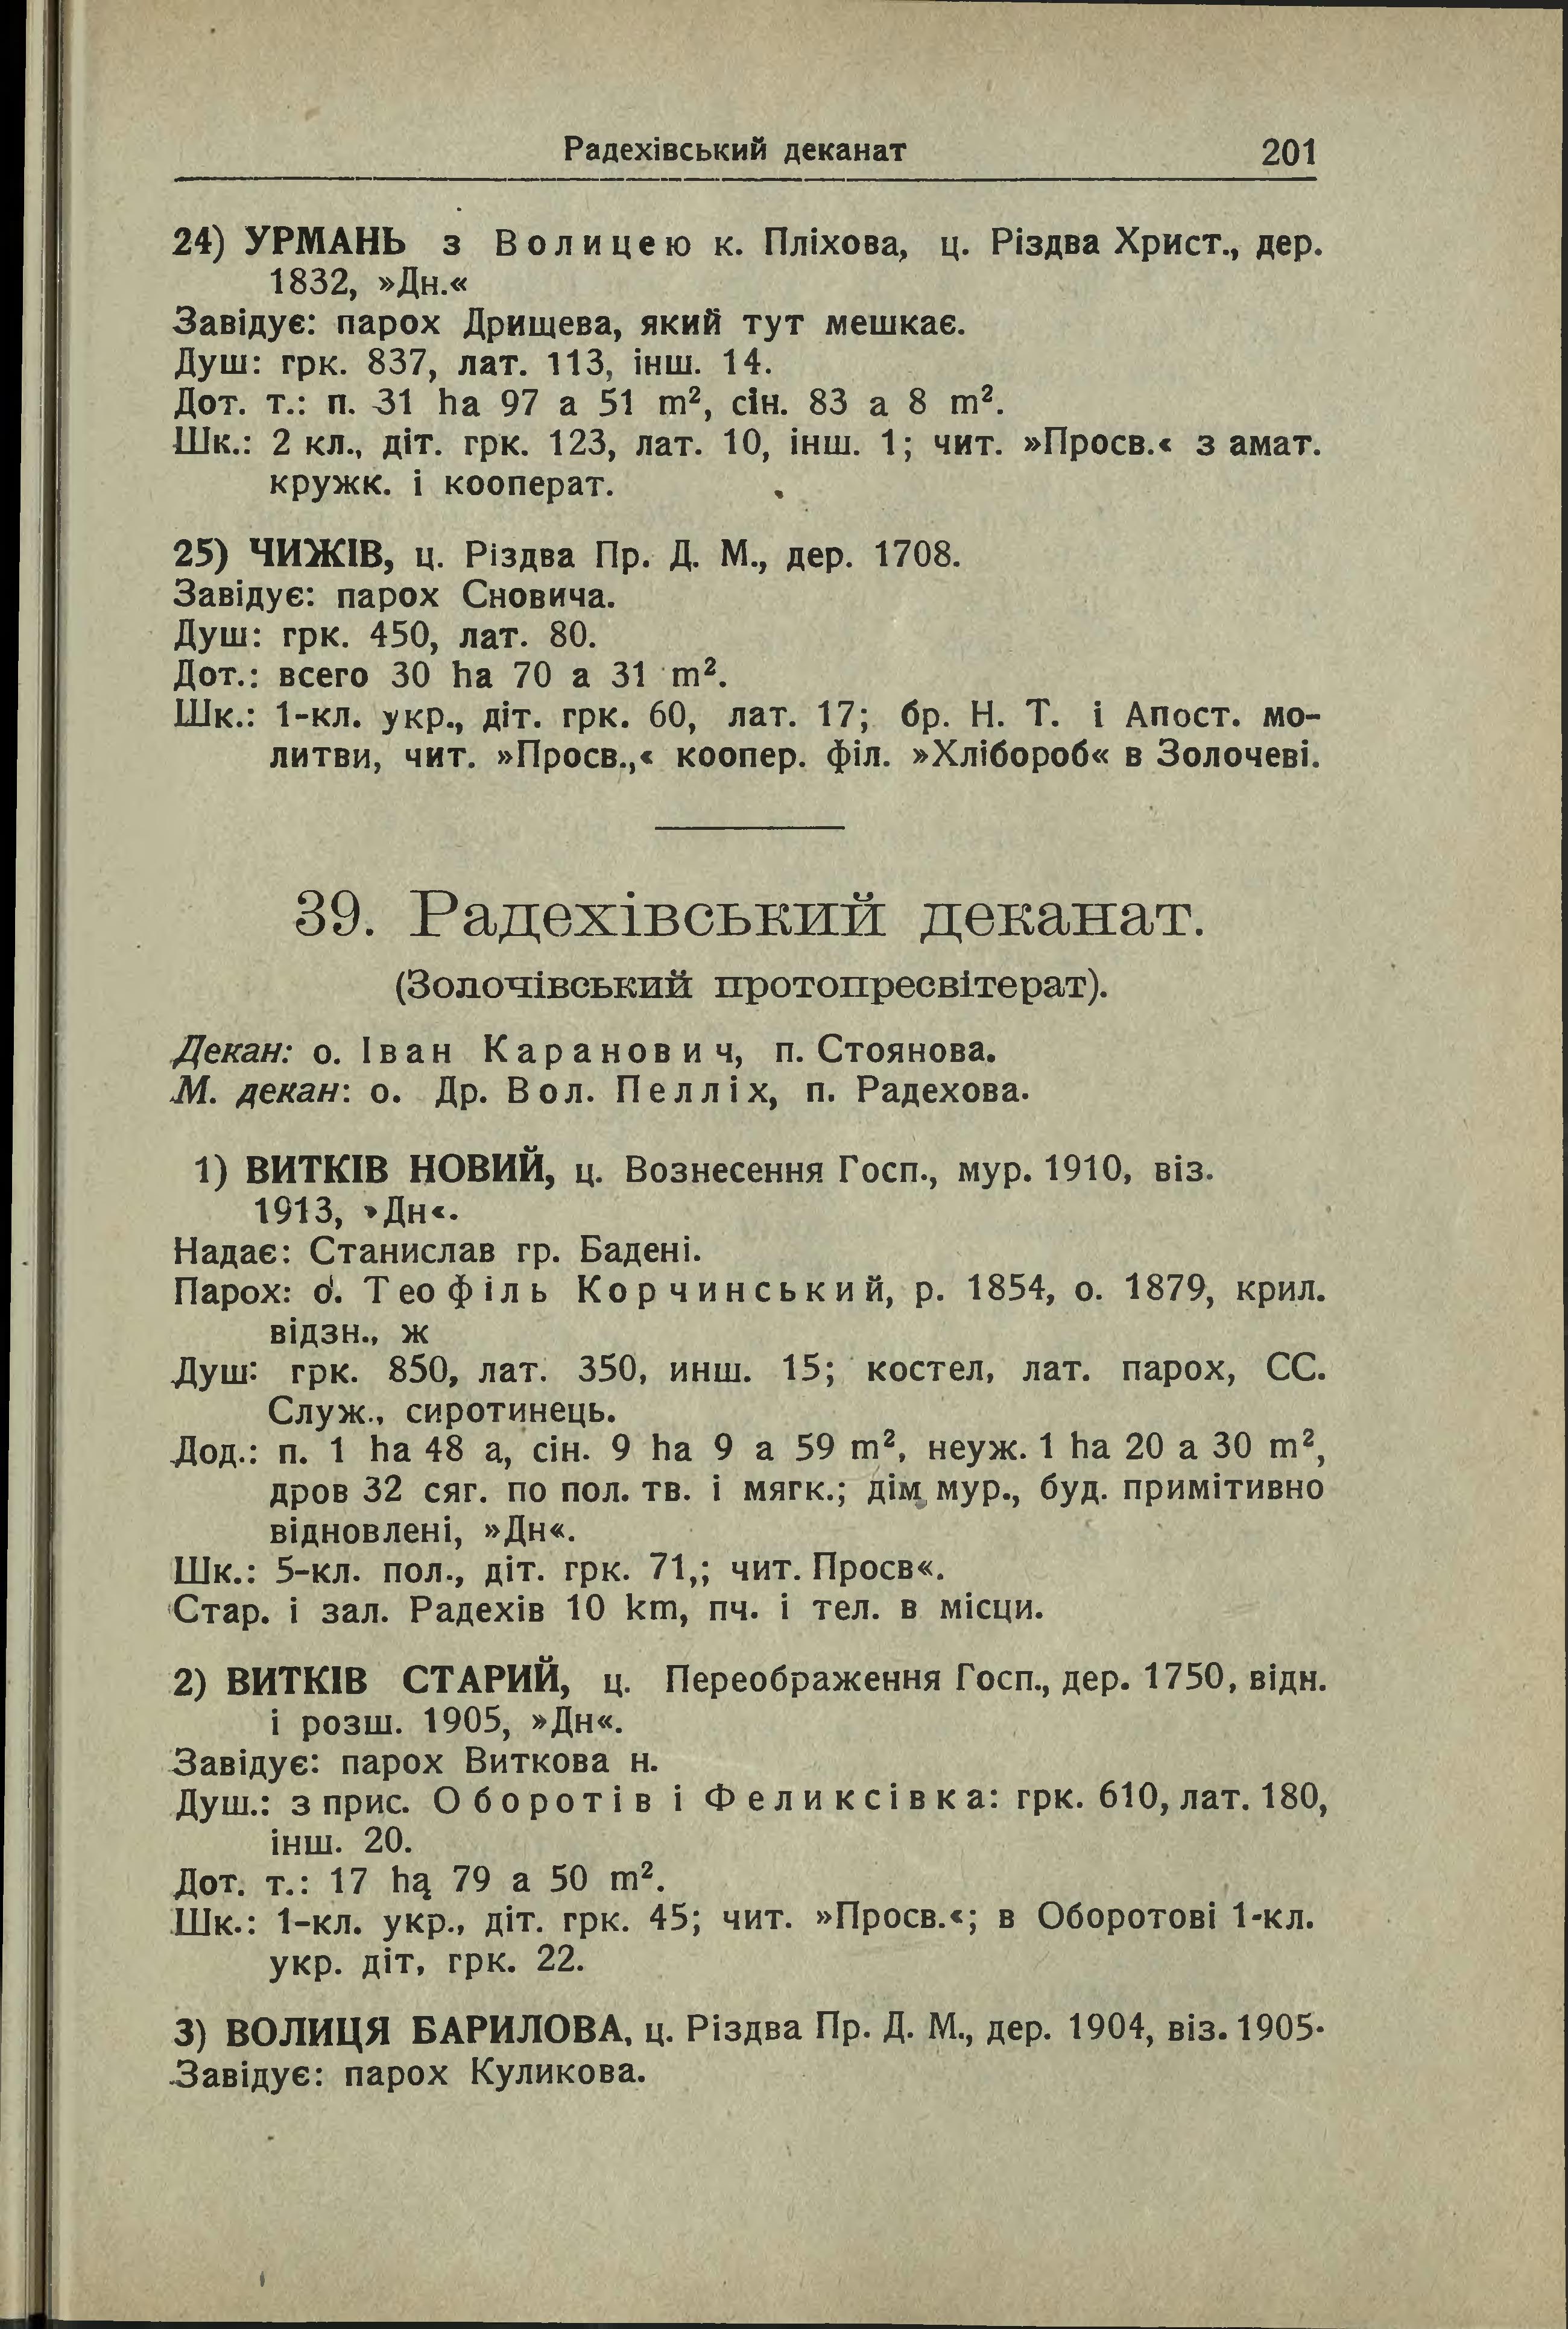 Радехівський деканат 201
24) УРМАНЬ з Волицею к. Пліхова, ц. Різдва Христ., дер.
1832, »Дн.«
Завідує: парох Дрищева, який тут мешкає.
Душ: грк. 837, лат. 113, інш. 14.
Дот. т.: п. 31 ha 97 a 51 m², сін. 83 a 8 m².
Шк.: 2 кл., діт. грк. 123, лат. 10, інш. 1; чит. »Просв.« з амат.
кружк. і кооперат.
25) ЧИЖІВ, ц. Різдва Пр. Д. М., дер. 1708.
Завідує: парох Сновича.
Душ: грк. 450, лат. 80.
Дот.: всего 30 ha 70 a 31 m².
Шк.: 1-кл. укр., діт. грк. 60, лат. 17; бр. Н. Т. і Апост. мо-
литви, чит. »Просв.,« коопер. філ. »Хлібороб« в Золочеві.
39. Радехівський деканат.
(Золочівський протопресвітерат).
Декан: о. Іван Каранович, п. Стоянова.
М. декан: о. Др. Вол. Пелліх, п. Радехова.
1) ВИТКІВ НОВИЙ, ц. Вознесення Госп., мур. 1910, віз.
1913, »Дн«.
Надає: Станислав гр. Бадені.
Парох: о. Теофіль Корчинський, р. 1854, о. 1879, крил.
відзн., ж
Душ: грк. 850, лат. 350, инш. 15; костел, лат. парох, СС.
Служ., сиротинець.
Дод.: п. 1 ha 48 a, сін. 9 ha 9 a 59 m², неуж. 1 ha 20 a 30 m²,
дров 32 сяг. по пол. тв. і мягк.; дім мур., буд. примітивно
відновлені, »Дн«.
Шк.: 5-кл. пол., діт. грк. 71,; чит. Просв«.
Стар. і зал. Радехів 10 km, пч. і тел. в місци.
2) ВИТКІВ СТАРИЙ, ц. Переображення Госп., дер. 1750, відн.
і розш. 1905, »Дн«.
Завідує: парох Виткова н.
Душ.: з прис. Оборотів і Феликсівка: грк. 610, лат. 180,
інш. 20.
Дот. т.: 17 hą 79 a 50 m².
Шк.: 1-кл. укр., діт. грк. 45; чит. »Просв.«; в Оборотові 1-кл.
укр. діт, грк. 22.
3) ВОЛИЦЯ БАРИЛОВА, ц. Різдва Пр. Д. М., дер. 1904, віз. 1905·
Завідує: парох Куликова.